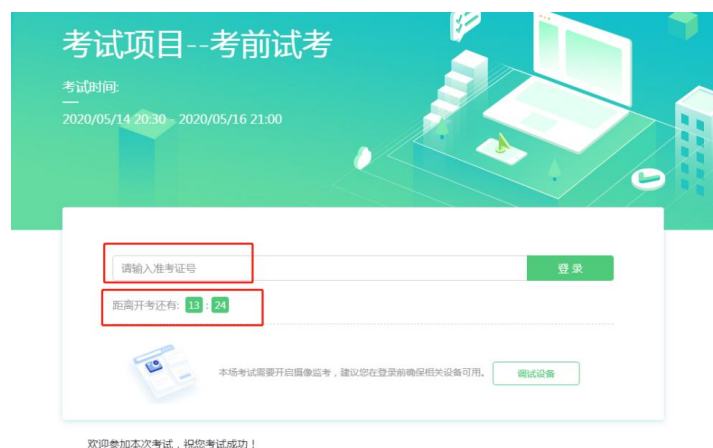 考试项目--考前试考
考试时间:
2020/05/14 20:30 - 2020/05/16 21:00
请输入准考证号
登 录
距离开考还有: 13 : 24
本场考试需要开启摄像监考，建议您在登录前确保相关设备可用。 调试设备
欢迎参加本次考试，祝您考试成功！